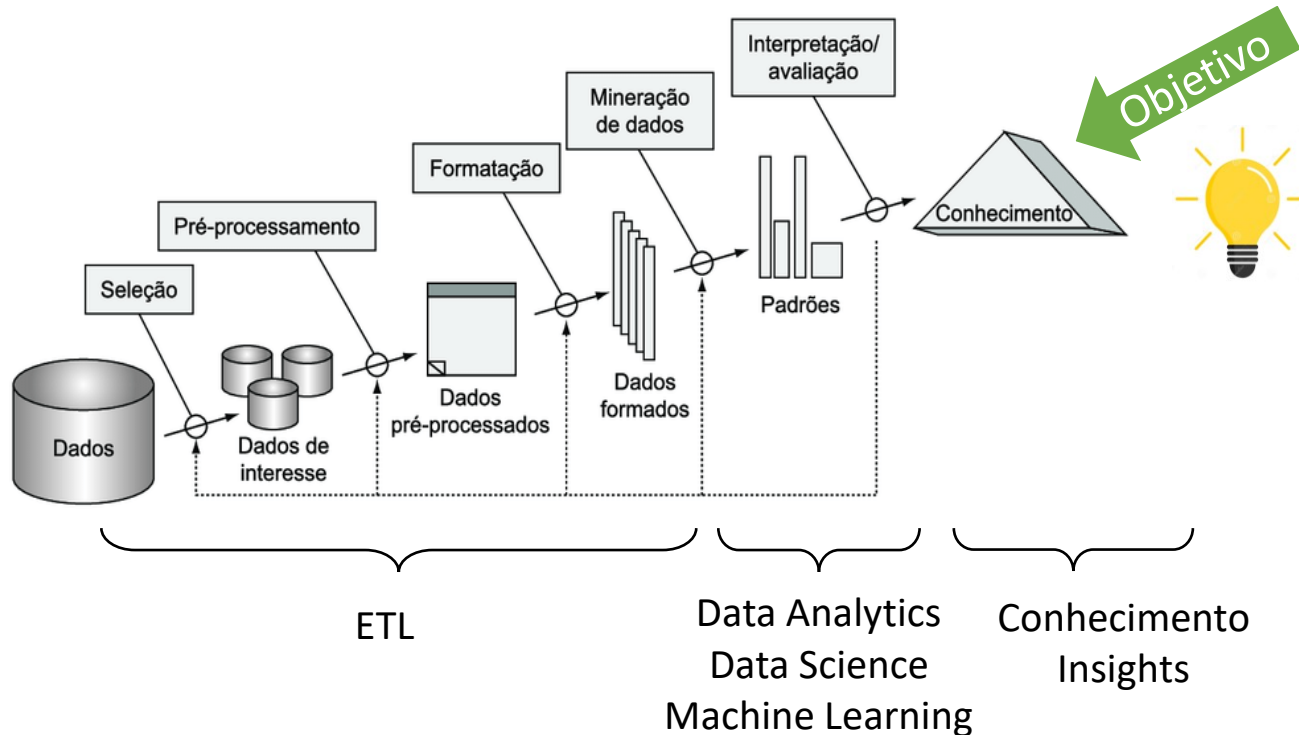 Interpretação/
avaliação
Objetivo
Mineração
de dados
Formatação
Conhecimento
Pré-processamento
Seleção
Padrões
Dados
formados
Dados
pré-processados
Dados de
interesse
Dados
ETL
Data Analytics
Data Science
Machine Learning
Conhecimento
Insights